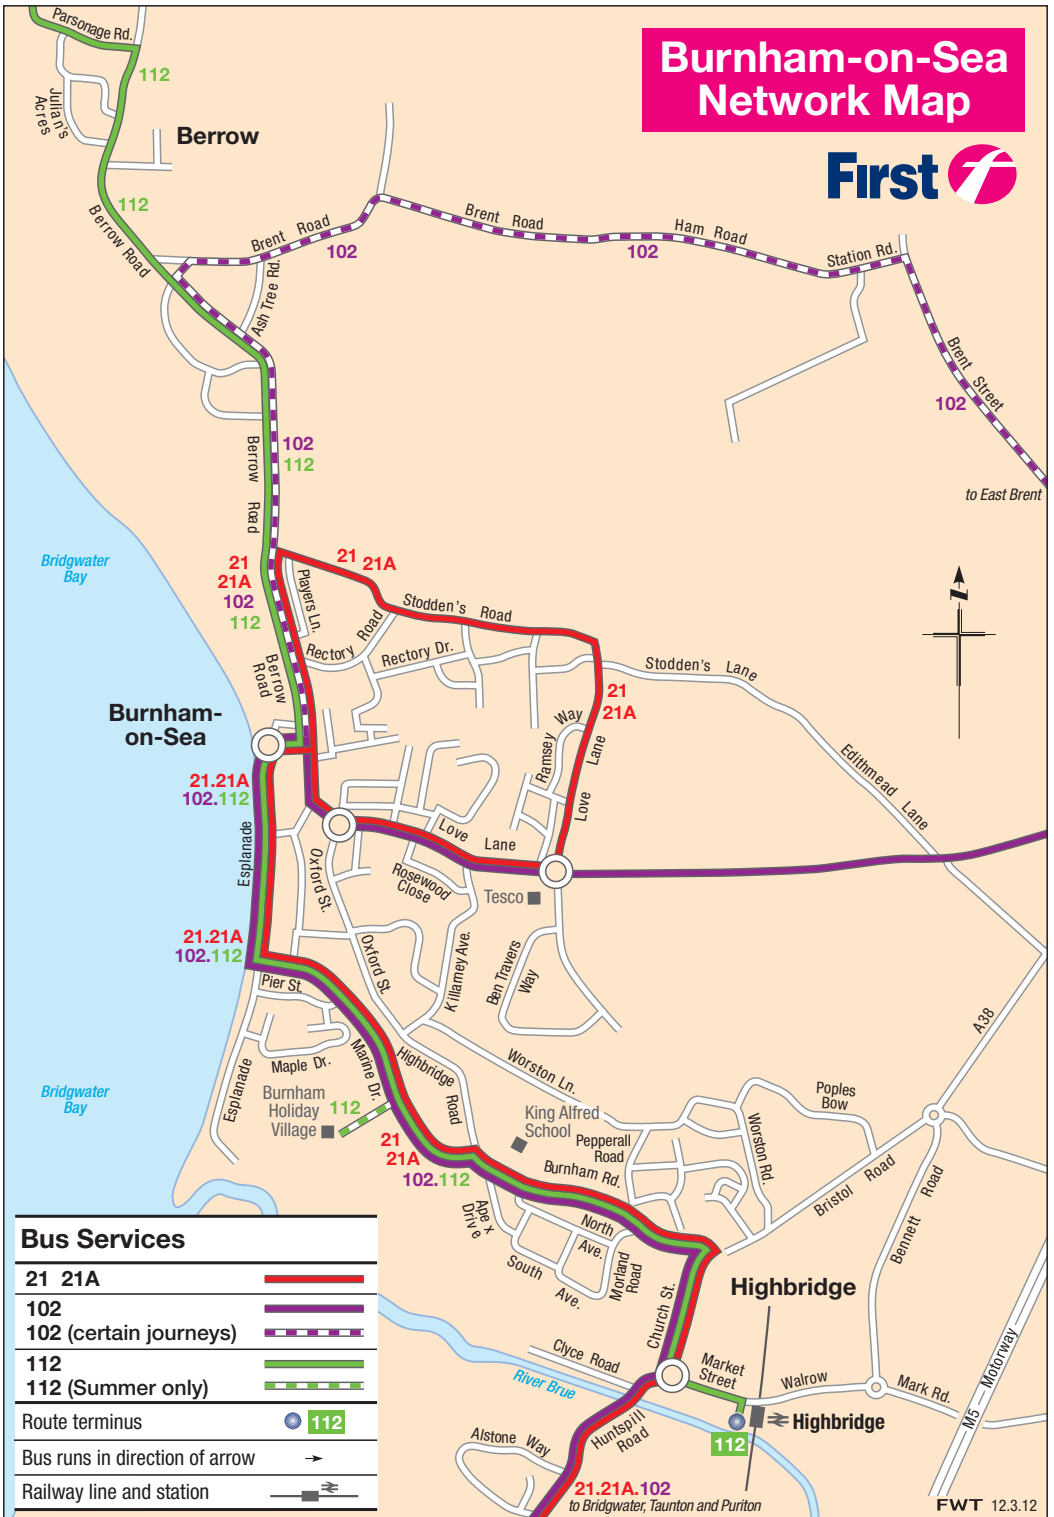 Parsonage Rd.
Burnham-on-Sea
Network Map
First
112
Julian's
Acres
Berrow
112
Berrow Road
Brent Road
102
Brent Road
Ham Road
102
Station Rd.
Ash Tree Rd.
Brent Street
102
to East Brent
Berrow Road
102
112
Bridgwater
Bay
21
21A
102
112
21 21A
Players Ln.
Stodden's Road
Rectory Road
Rectory Dr.
Stodden's Lane
Berrow
Road
21
21A
Burnham-
on-Sea
Ramsey Way
Love Lane
Edithmead Lane
21.21A
102.112
Esplanade
Love Lane
Oxford St.
Rosewood
Close
Tesco
21.21A
102.112
Oxford St.
Killarney Ave.
Ben Travers
Way
Pier St.
A38
Marine Dr.
Highbridge Road
Worston Ln.
Maple Dr.
Esplanade
Bridgwater
Bay
Burnham
Holiday
Village
112
Poples
Bow
King Alfred
School
Pepperall
Road
Worston Rd.
21
21A
102.112
Burnham Rd.
Bristol Road
Bennett Road
Apex
Drive
North
Ave.
South
Ave.
Morland
Road
Bus Services
21 21A
102
102 (certain journeys)
112
112 (Summer only)
Route terminus
112
Bus runs in direction of arrow
Railway line and station
Highbridge
Church St.
Clyce Road
River Brue
Market
Street
Walrow
Mark Rd.
M5 Motorway
Highbridge
112
Huntspill
Road
Alstone Way
21.21A.102
to Bridgwater, Taunton and Puriton
FWT 12.3.12